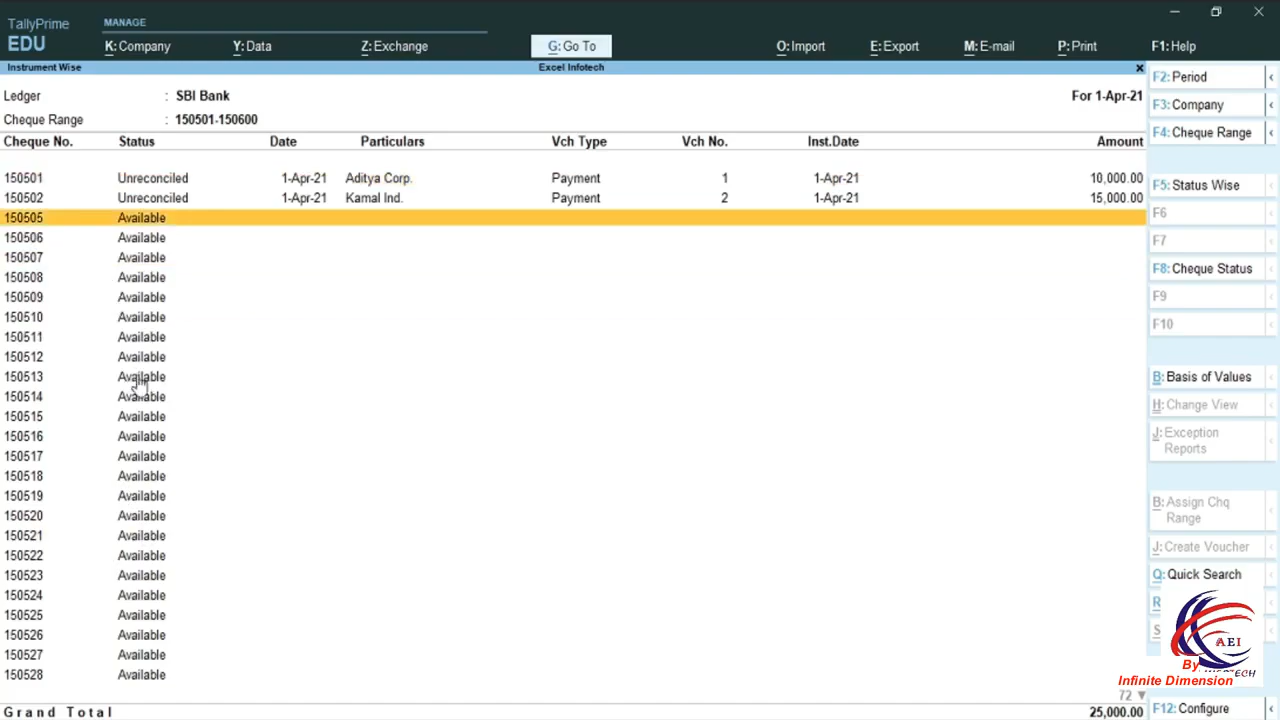 TallyPrime
EDU
MANAGE
K: Company Y: Data Z: Exchange G: Go To O: Import E: Export M: E-mail P: Print F1: Help
Instrument Wise Excel Infotech
Ledger : SBI Bank For 1-Apr-21
Cheque Range : 150501-150600
Cheque No. Status Date Particulars Vch Type Vch No. Inst.Date Amount
150501 Unreconciled 1-Apr-21 Aditya Corp. Payment 1 1-Apr-21 10,000.00
150502 Unreconciled 1-Apr-21 Kamal Ind. Payment 2 1-Apr-21 15,000.00
150505 Available
150506 Available
150507 Available
150508 Available
150509 Available
150510 Available
150511 Available
150512 Available
150513 Available
150514 Available
150515 Available
150516 Available
150517 Available
150518 Available
150519 Available
150520 Available
150521 Available
150522 Available
150523 Available
150524 Available
150525 Available
150526 Available
150527 Available
150528 Available
72
Grand Total 25,000.00
F2: Period
F3: Company
F4: Cheque Range
F5: Status Wise
F6
F7
F8: Cheque Status
F9
F10
B: Basis of Values
H: Change View
J: Exception
Reports
B: Assign Chq
Range
J: Create Voucher
Q: Quick Search
R
S
AEI
By
Infinite Dimension
F12: Configure